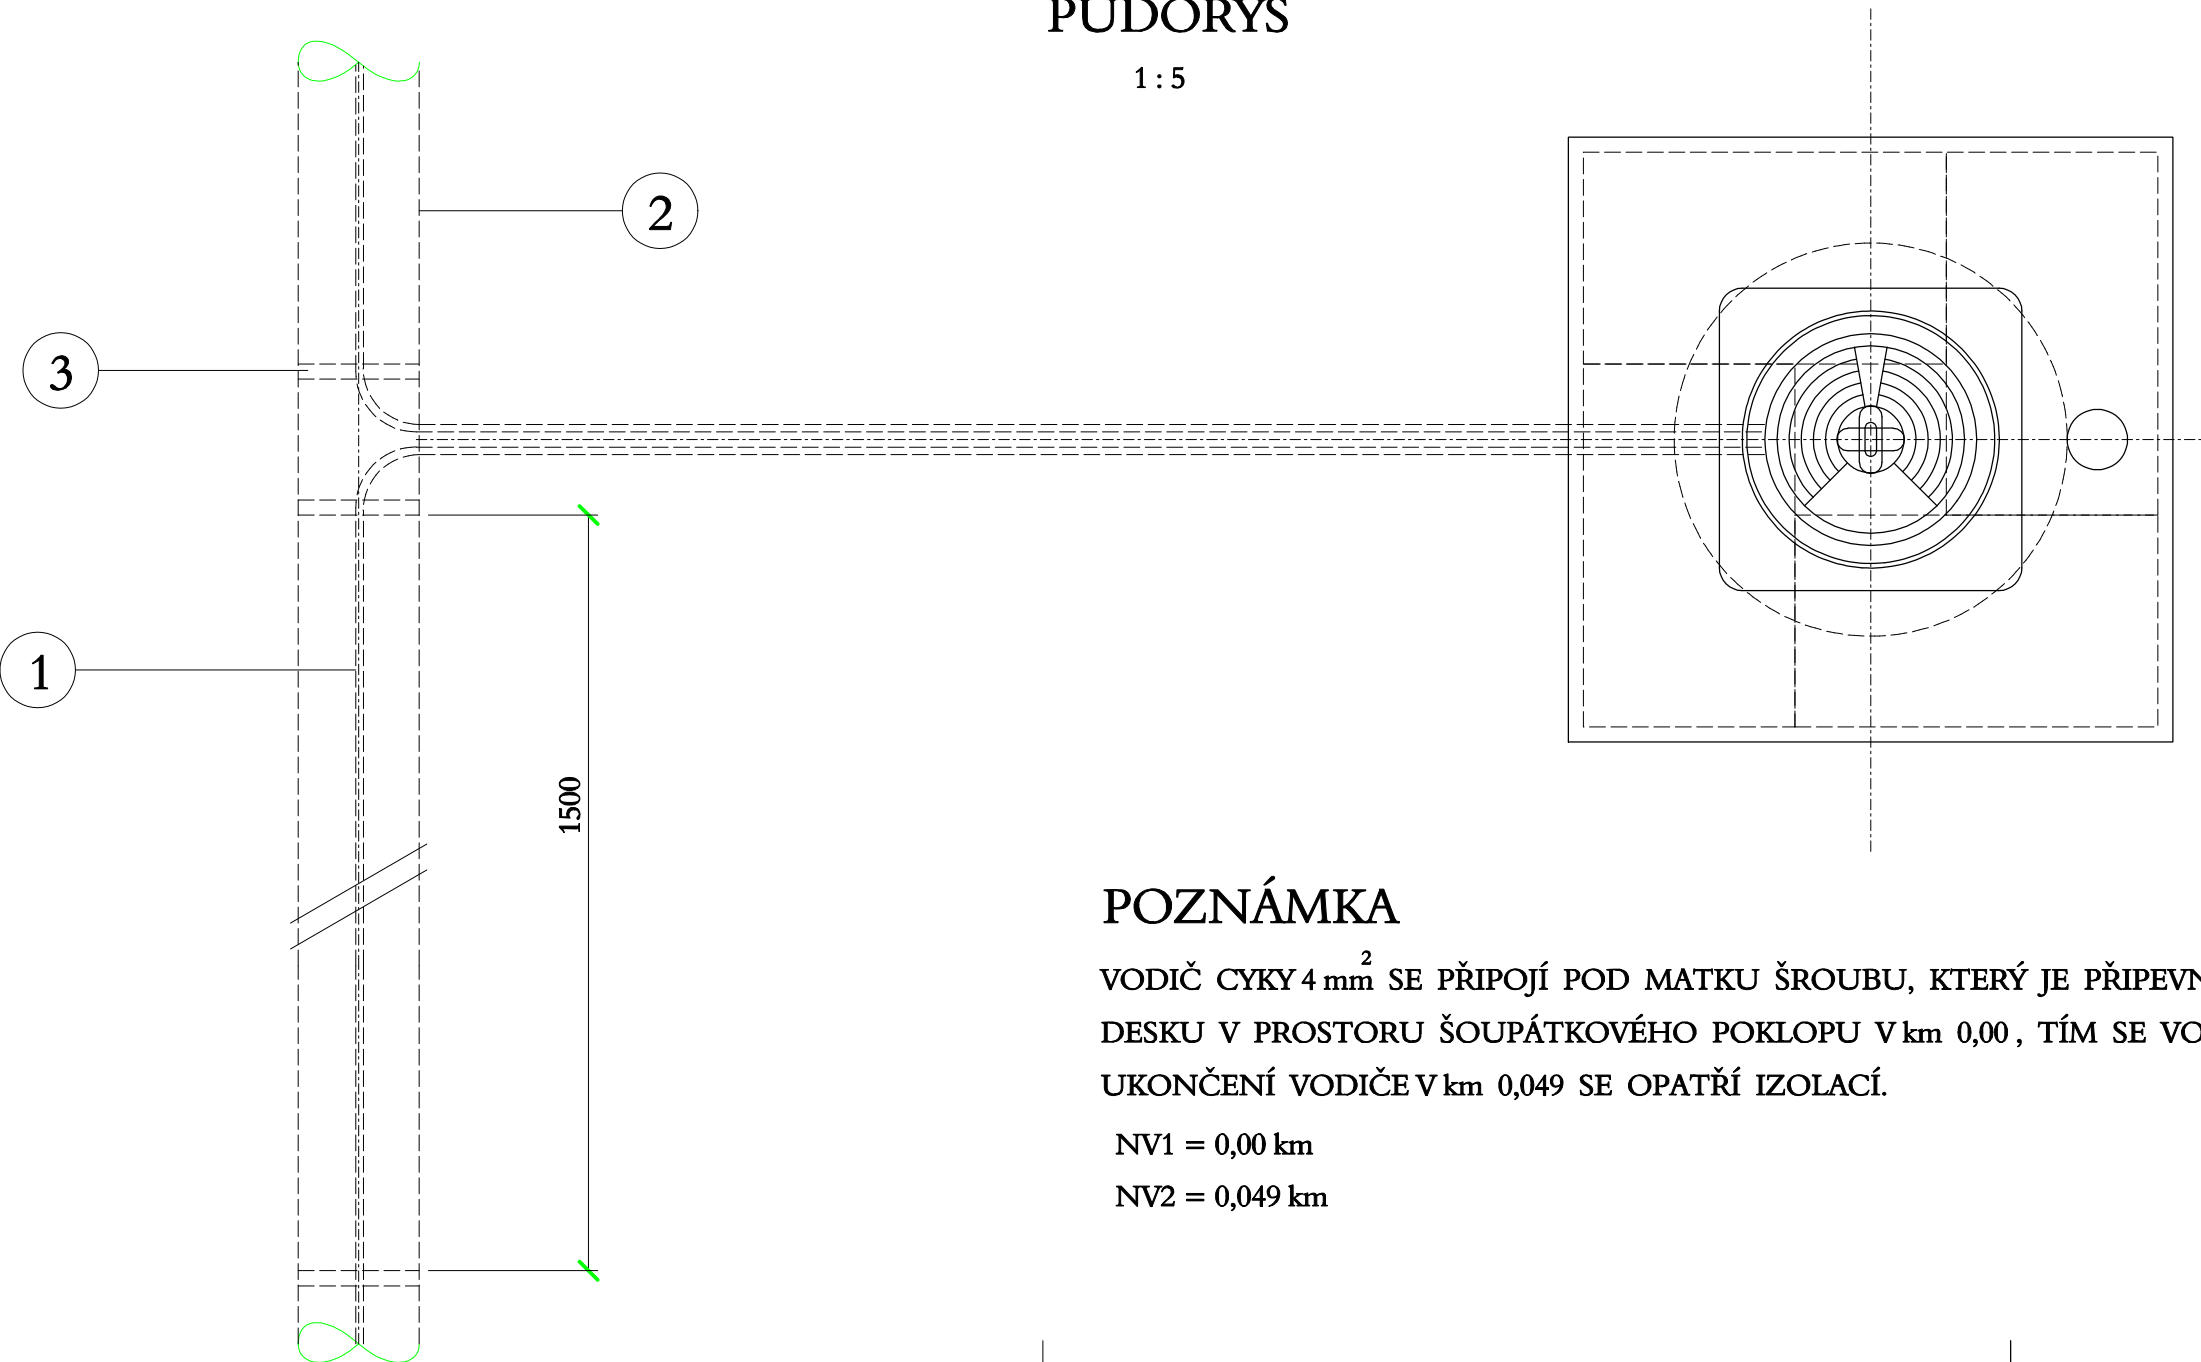 PUDORYS
1 : 5
2
3
1
1500
POZNÁMKA
VODIČ CYKY 4 mm² SE PŘIPOJÍ POD MATKU ŠROUBU, KTERÝ JE PŘIPEVN
DESKU V PROSTORU ŠOUPÁTKOVÉHO POKLOPU V km 0,00 , TÍM SE VO
UKONČENÍ VODIČE V km 0,049 SE OPATŘÍ IZOLACÍ.
NV1 = 0,00 km
NV2 = 0,049 km